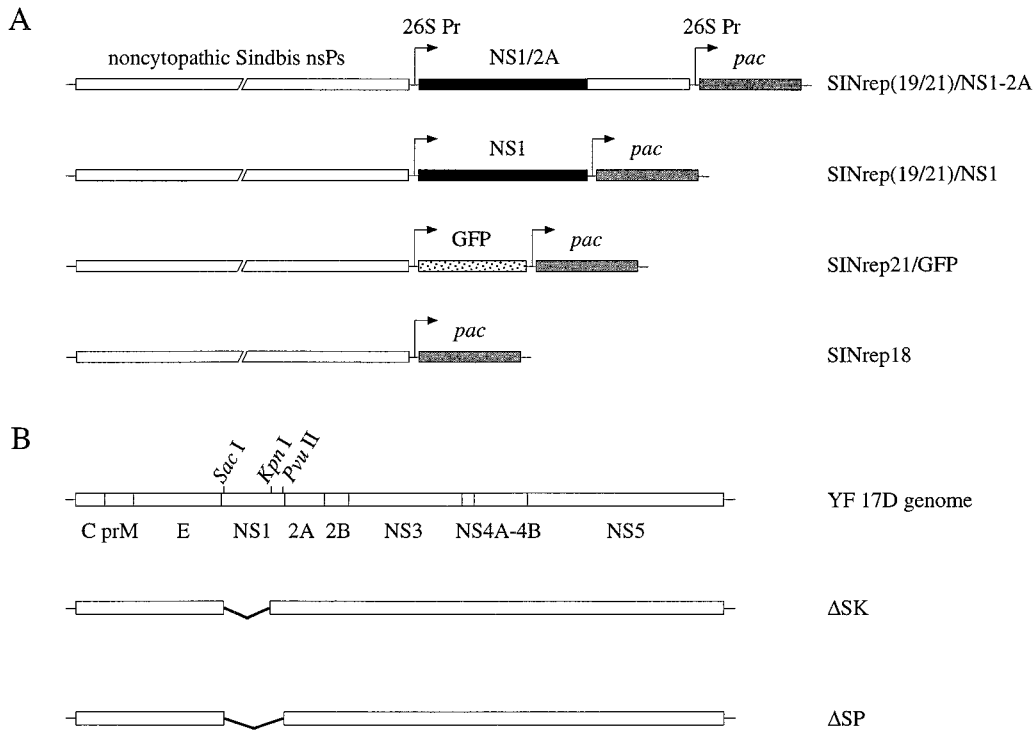 A
26S Pr 26S Pr
noncytopathic Sindbis nsPs NS1/2A pac
SINrep(19/21)/NS1-2A
NS1 pac
SINrep(19/21)/NS1
GFP pac
SINrep21/GFP
pac
SINrep18
B
Sac I Kpn I Pvu II
YF 17D genome
C prM E NS1 2A 2B NS3 NS4A-4B NS5
ΔSK
ΔSP